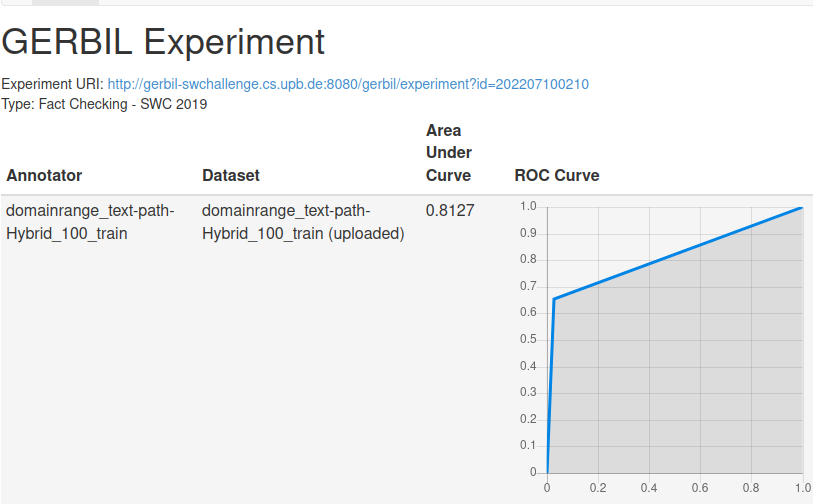 GERBIL Experiment
Experiment URI: http://gerbil-swchallenge.cs.upb.de:8080/gerbil/experiment?id=202207100210
Type: Fact Checking - SWC 2019
Annotator
Dataset
Area
Under
Curve
ROC Curve
domainrange_text-path-
Hybrid_100_train
domainrange_text-path-
Hybrid_100_train (uploaded)
0.8127
1.0
0.9
0.8
0.7
0.6
0.5
0.4
0.3
0.2
0.1
0
0 0.2 0.4 0.6 0.8 1.0